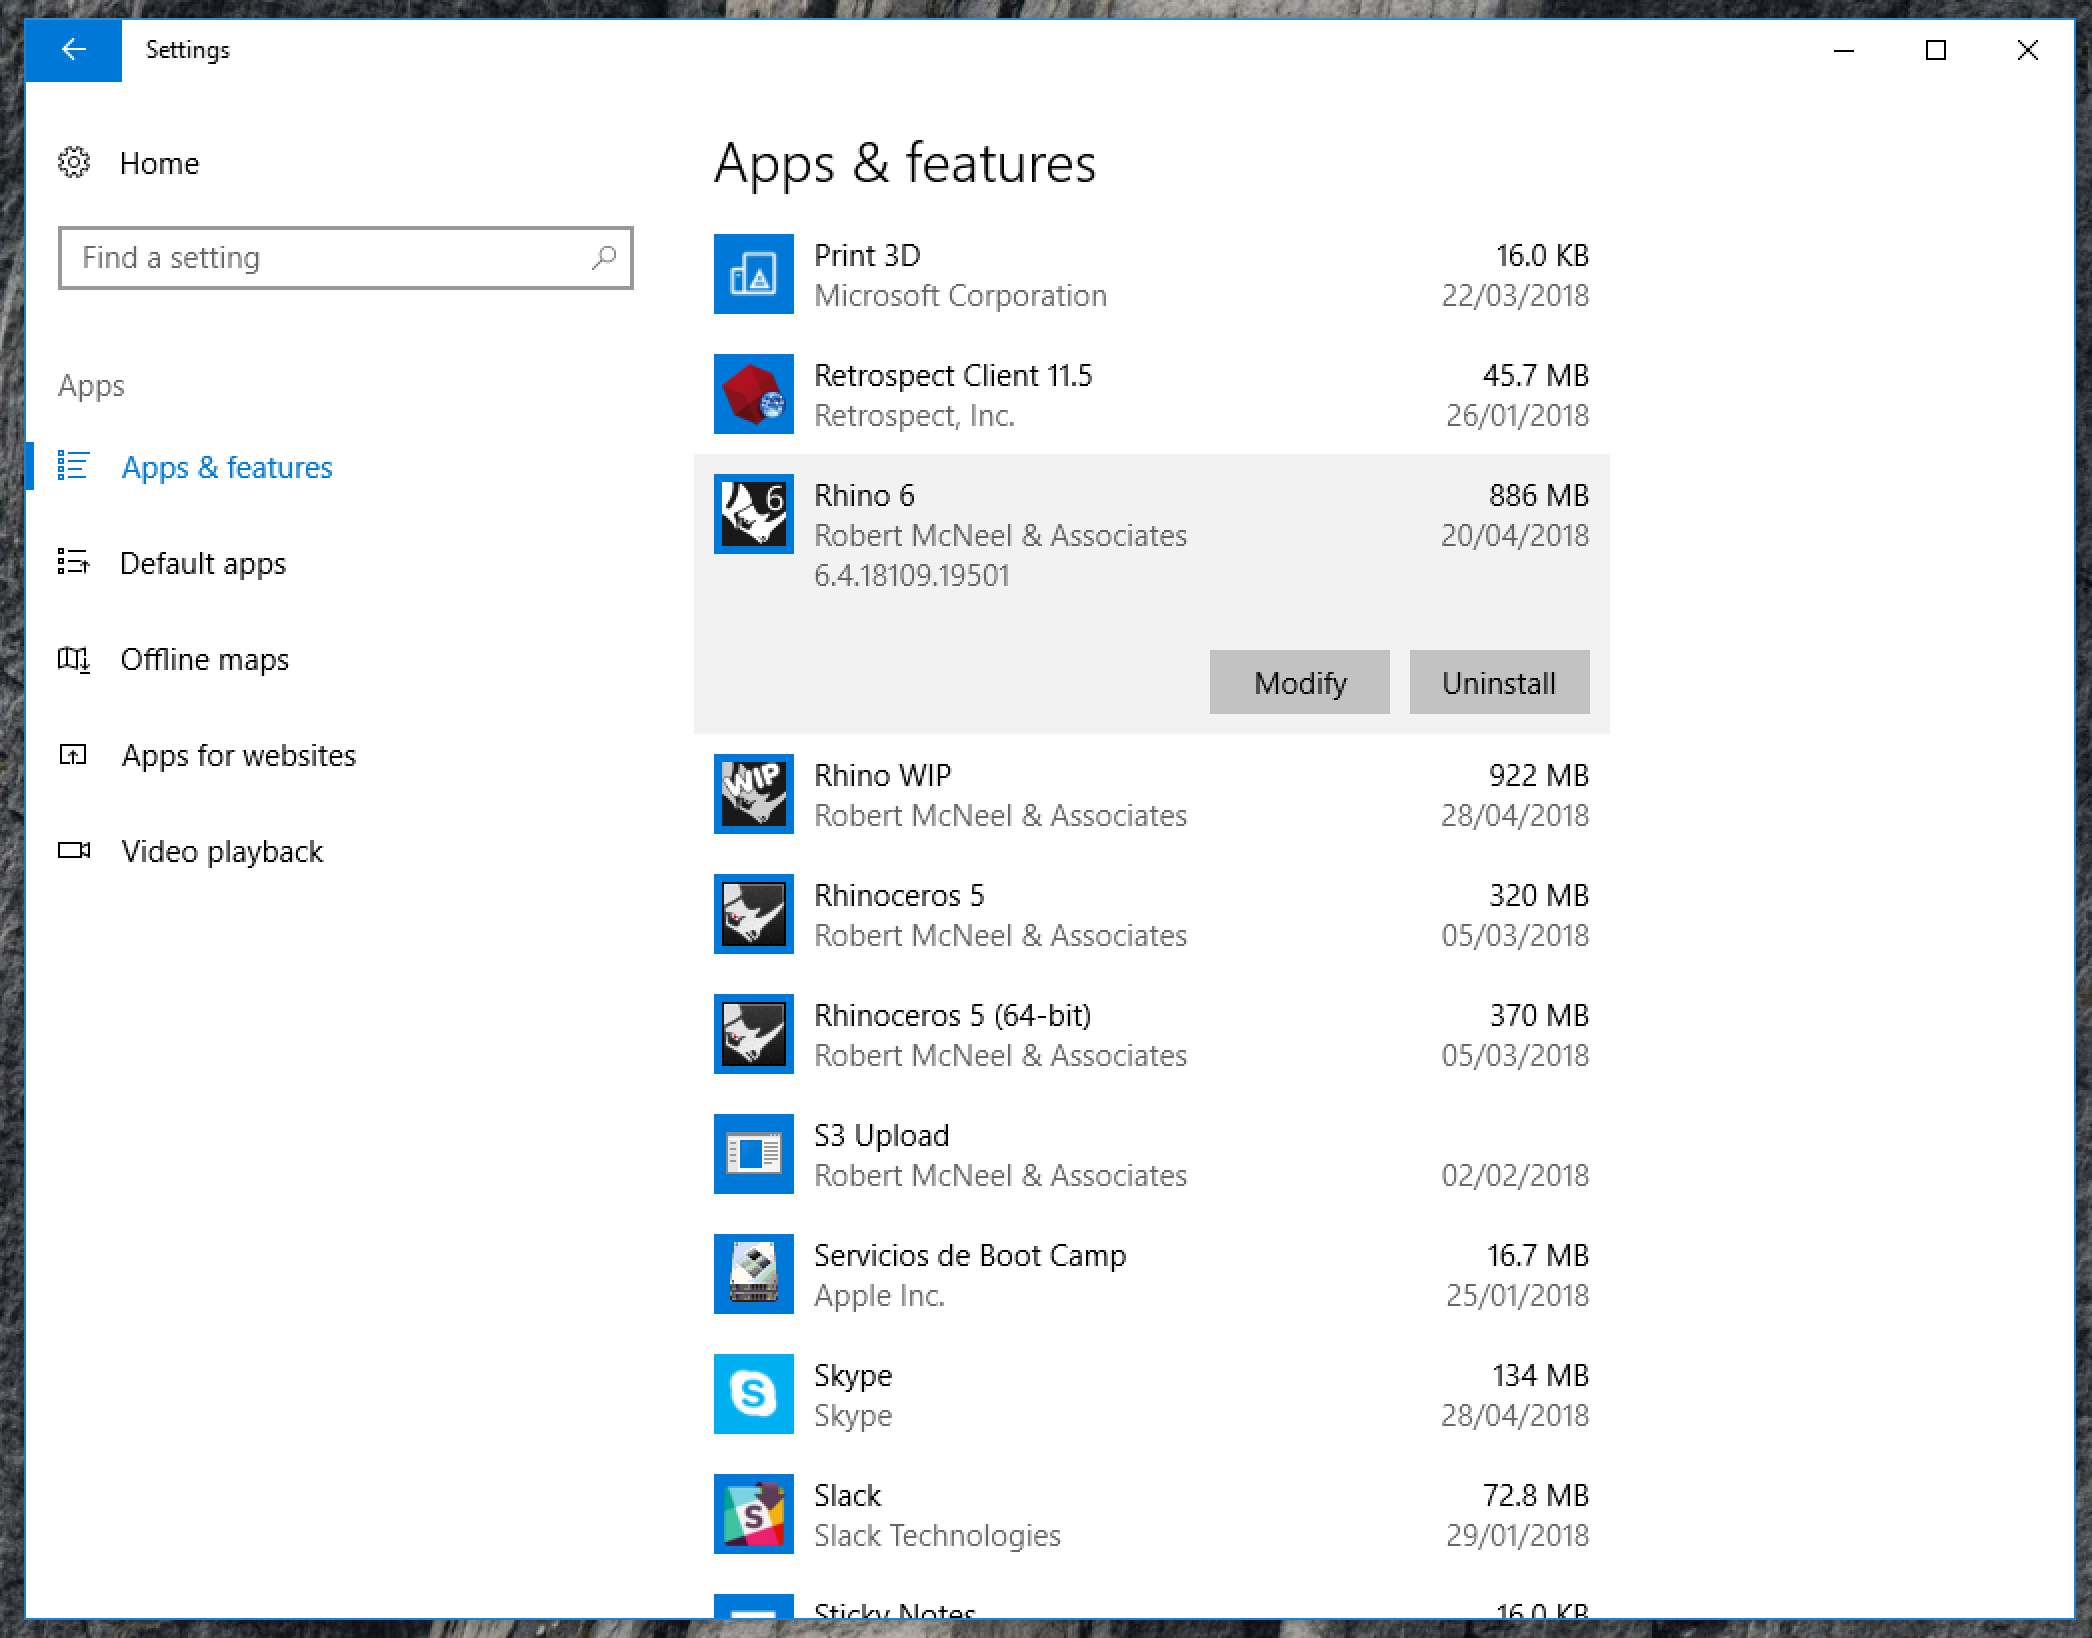 Settings
Home
Find a setting
Apps
Apps & features
Default apps
Offline maps
Apps for websites
Video playback
Apps & features
Print 3D 16.0 KB
Microsoft Corporation 22/03/2018
Retrospect Client 11.5 45.7 MB
Retrospect, Inc. 26/01/2018
6
Rhino 6 886 MB
Robert McNeel & Associates 20/04/2018
6.4.18109.19501
Modify Uninstall
WIP
Rhino WIP 922 MB
Robert McNeel & Associates 28/04/2018
Rhinoceros 5 320 MB
Robert McNeel & Associates 05/03/2018
Rhinoceros 5 (64-bit) 370 MB
Robert McNeel & Associates 05/03/2018
S3 Upload
Robert McNeel & Associates 02/02/2018
Servicios de Boot Camp 16.7 MB
Apple Inc. 25/01/2018
S
Skype 134 MB
Skype 28/04/2018
S
Slack 72.8 MB
Slack Technologies 29/01/2018
Sticky Notes 16.0 KB